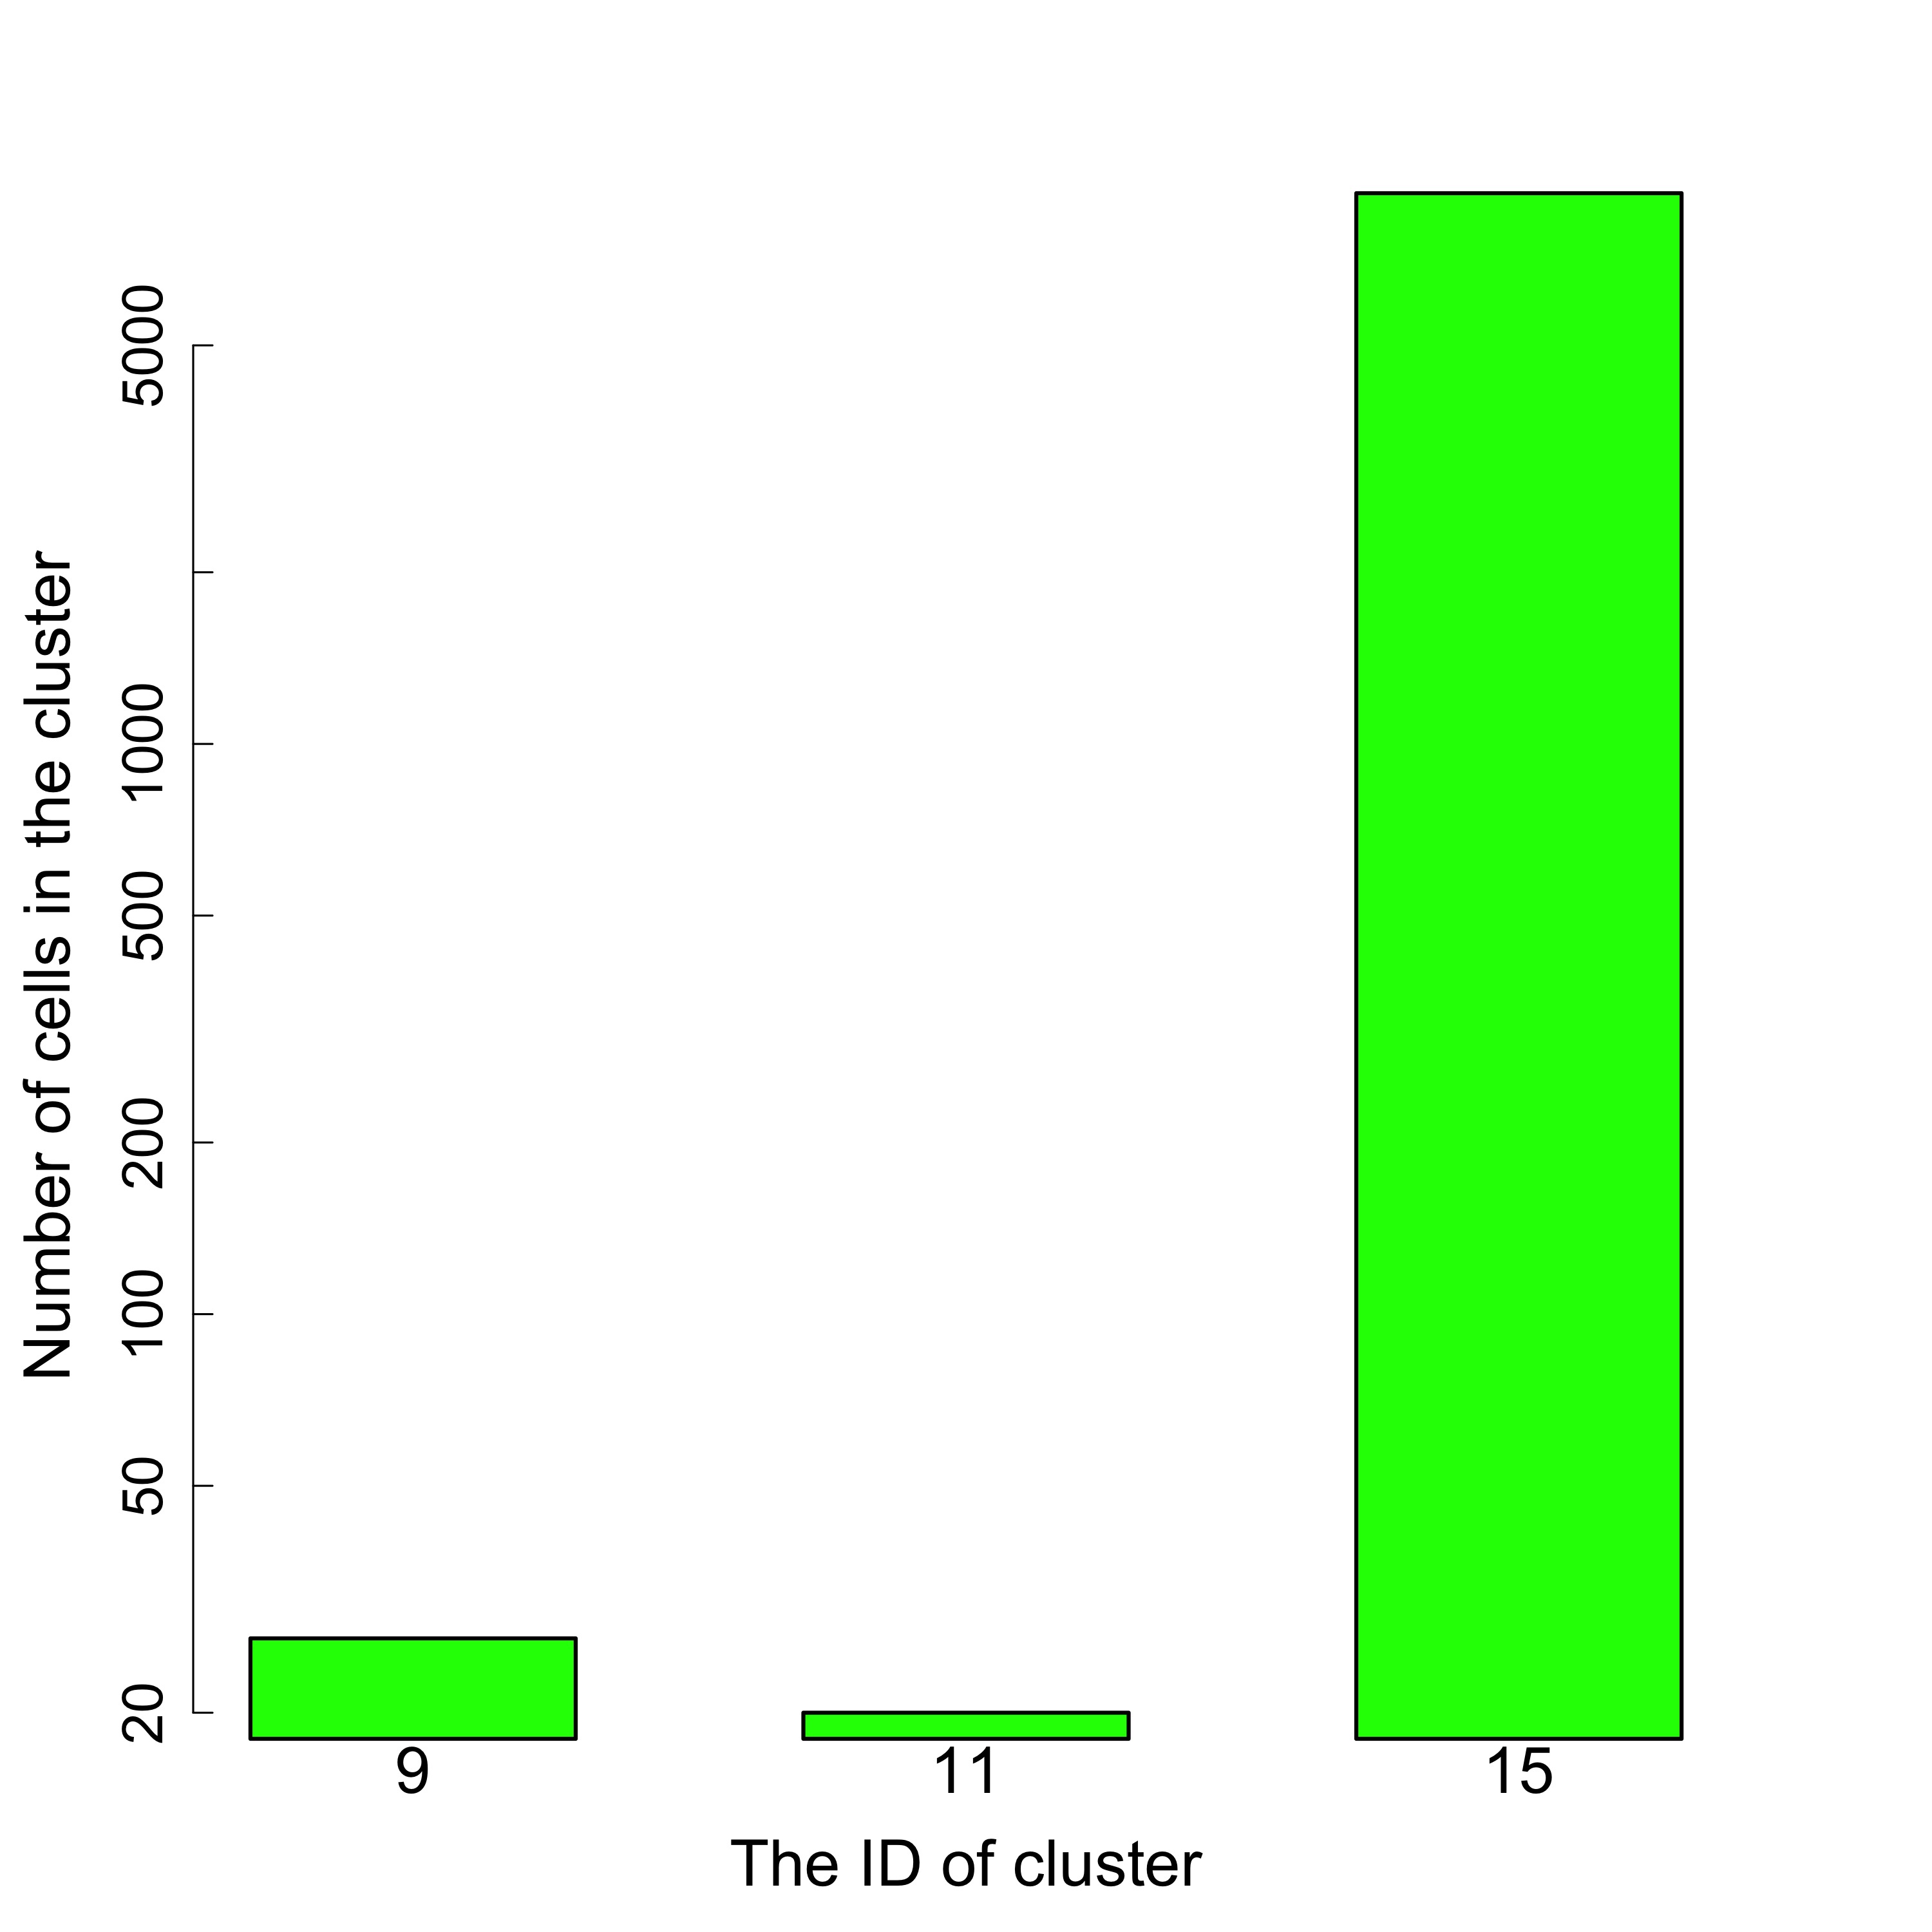 Number of cells in the cluster
5000
1000
500
200
100
50
20
9 11 15
The ID of cluster